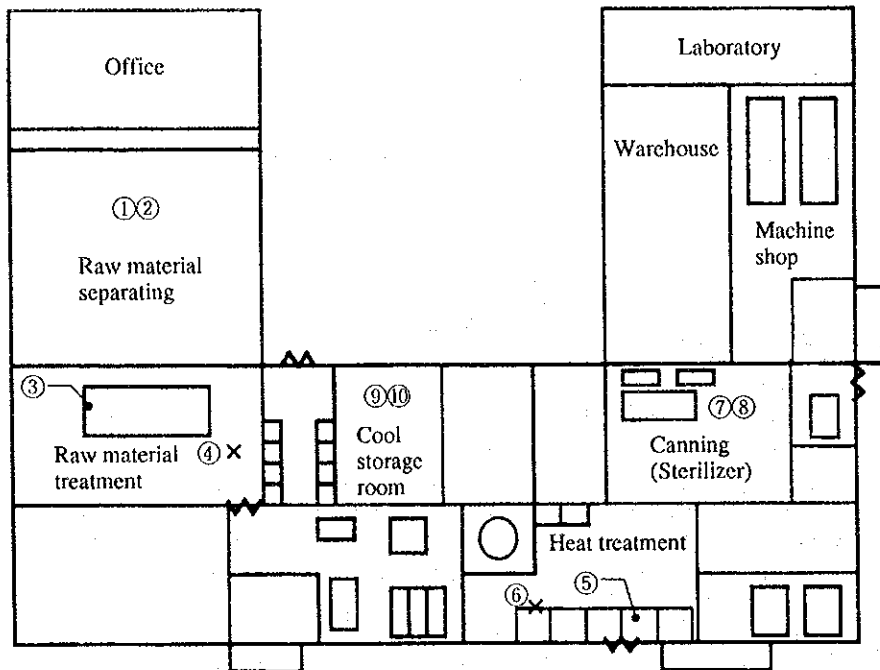 Office
Laboratory
Warehouse
Machine
shop
①②
Raw material
separating
③
④
Raw material
treatment
⑨⑩
Cool
storage
room
⑦⑧
Canning
(Sterilizer)
Heat treatment
⑤
⑥